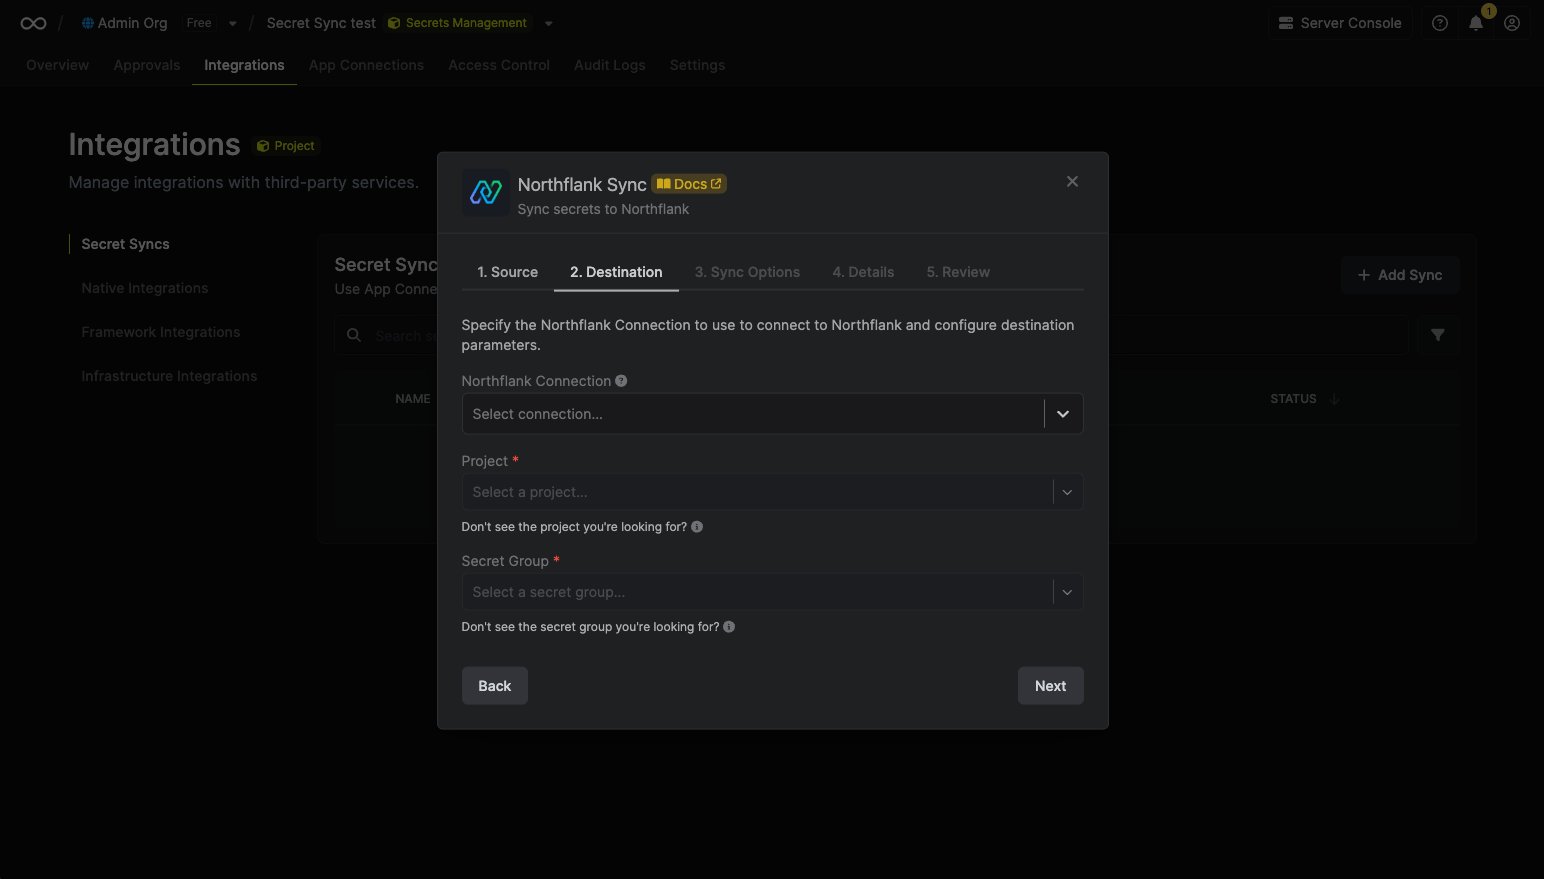 Admin Org Free / Secret Sync test Secrets Management
Server Console
1
Overview Approvals Integrations App Connections Access Control Audit Logs Settings
Integrations Project
Manage integrations with third-party services.
Secret Syncs
Native Integrations
Framework Integrations
Infrastructure Integrations
Secret Sync
Use App Conne
Add Sync
Search
NAME
STATUS
Northflank Sync Docs
Sync secrets to Northflank
1. Source 2. Destination 3. Sync Options 4. Details 5. Review
Specify the Northflank Connection to use to connect to Northflank and configure destination
parameters.
Northflank Connection
Select connection...
Project *
Select a project...
Don't see the project you're looking for?
Secret Group *
Select a secret group...
Don't see the secret group you're looking for?
Back Next